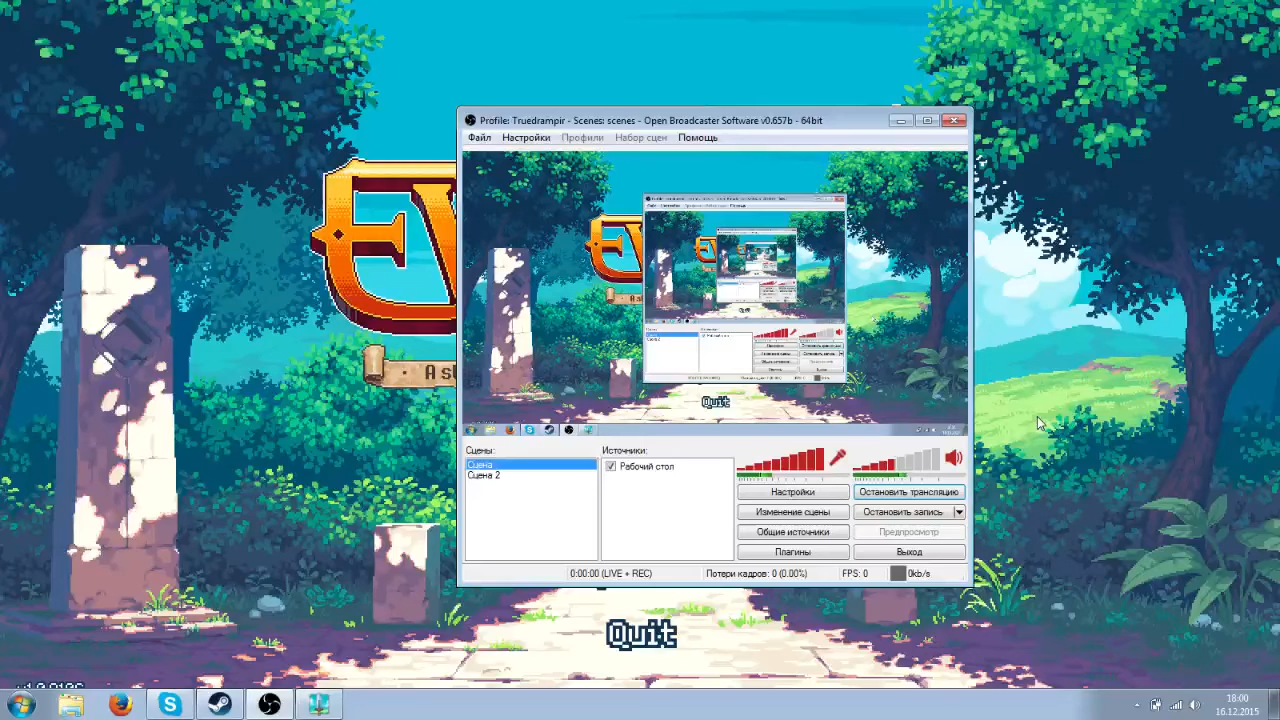 Profile: Truedrampir - Scenes: scenes - Open Broadcaster Software v0.657b - 64bit
Файл Настройки Профили Набор сцен Помощь
Quit
Сцены: Источники:
Сцена
Сцена 2
Рабочий стол
Настройки Остановить трансляцию
Изменение сцены Остановить запись
Общие источники Предпросмотр
Плагины Выход
0:00:00 (LIVE + REC) Потери кадров: 0 (0.00%) FPS: 0 0kb/s
Quit
18:00
16.12.2015